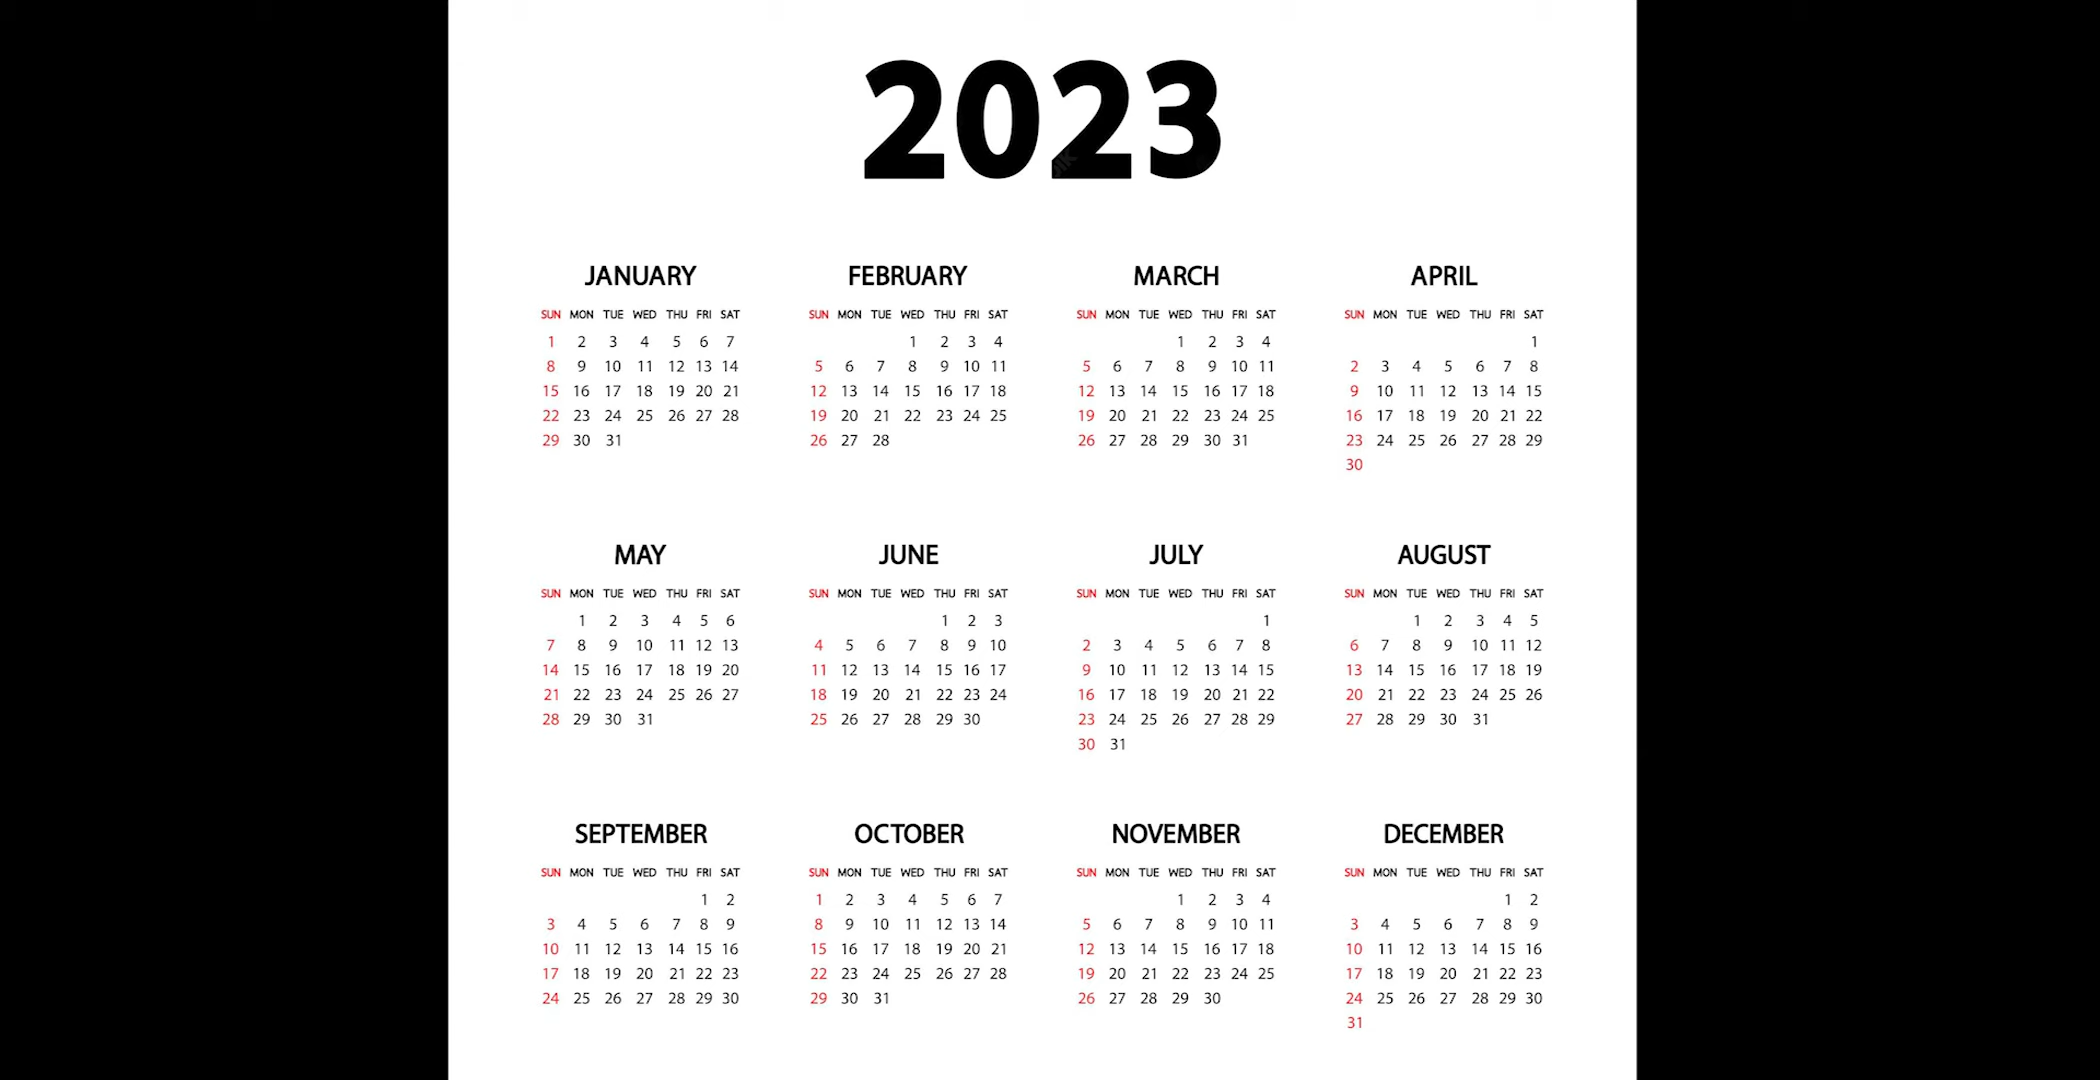 2023
JANUARY FEBRUARY MARCH APRIL
SUN MON TUE WED THU FRI SAT SUN MON TUE WED THU FRI SAT SUN MON TUE WED THU FRI SAT SUN MON TUE WED THU FRI SAT
1 2 3 4 5 6 7 1 2 3 4 1 2 3 4 1
8 9 10 11 12 13 14 5 6 7 8 9 10 11 5 6 7 8 9 10 11 2 3 4 5 6 7 8
15 16 17 18 19 20 21 12 13 14 15 16 17 18 12 13 14 15 16 17 18 9 10 11 12 13 14 15
22 23 24 25 26 27 28 19 20 21 22 23 24 25 19 20 21 22 23 24 25 16 17 18 19 20 21 22
29 30 31 26 27 28 26 27 28 29 30 31 23 24 25 26 27 28 29
30
MAY JUNE JULY AUGUST
SUN MON TUE WED THU FRI SAT SUN MON TUE WED THU FRI SAT SUN MON TUE WED THU FRI SAT SUN MON TUE WED THU FRI SAT
1 2 3 4 5 6 1 2 3 1 1 2 3 4 5
7 8 9 10 11 12 13 4 5 6 7 8 9 10 2 3 4 5 6 7 8 6 7 8 9 10 11 12
14 15 16 17 18 19 20 11 12 13 14 15 16 17 9 10 11 12 13 14 15 13 14 15 16 17 18 19
21 22 23 24 25 26 27 18 19 20 21 22 23 24 16 17 18 19 20 21 22 20 21 22 23 24 25 26
28 29 30 31 25 26 27 28 29 30 23 24 25 26 27 28 29 27 28 29 30 31
30 31
SEPTEMBER OCTOBER NOVEMBER DECEMBER
SUN MON TUE WED THU FRI SAT SUN MON TUE WED THU FRI SAT SUN MON TUE WED THU FRI SAT SUN MON TUE WED THU FRI SAT
1 2 1 2 3 4 5 6 7 1 2 3 4 1 2
3 4 5 6 7 8 9 8 9 10 11 12 13 14 5 6 7 8 9 10 11 3 4 5 6 7 8 9
10 11 12 13 14 15 16 15 16 17 18 19 20 21 12 13 14 15 16 17 18 10 11 12 13 14 15 16
17 18 19 20 21 22 23 22 23 24 25 26 27 28 19 20 21 22 23 24 25 17 18 19 20 21 22 23
24 25 26 27 28 29 30 29 30 31 26 27 28 29 30 24 25 26 27 28 29 30
31